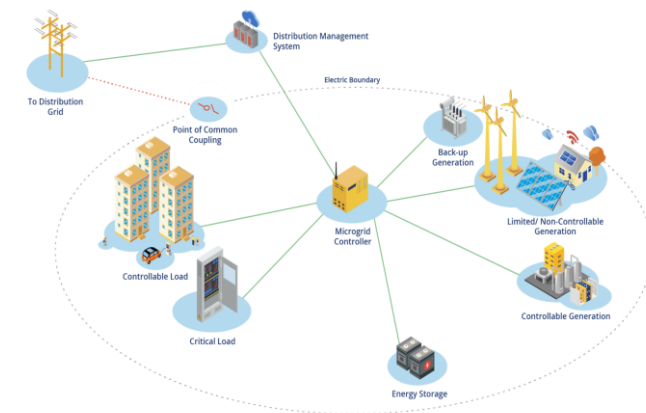 Distribution Management
System
Electric Boundary
To Distribution
Grid
Point of Common
Coupling
Back-up
Generation
Limited/ Non-Controllable
Generation
Microgrid
Controller
Controllable Load
Controllable Generation
Critical Load
Energy Storage